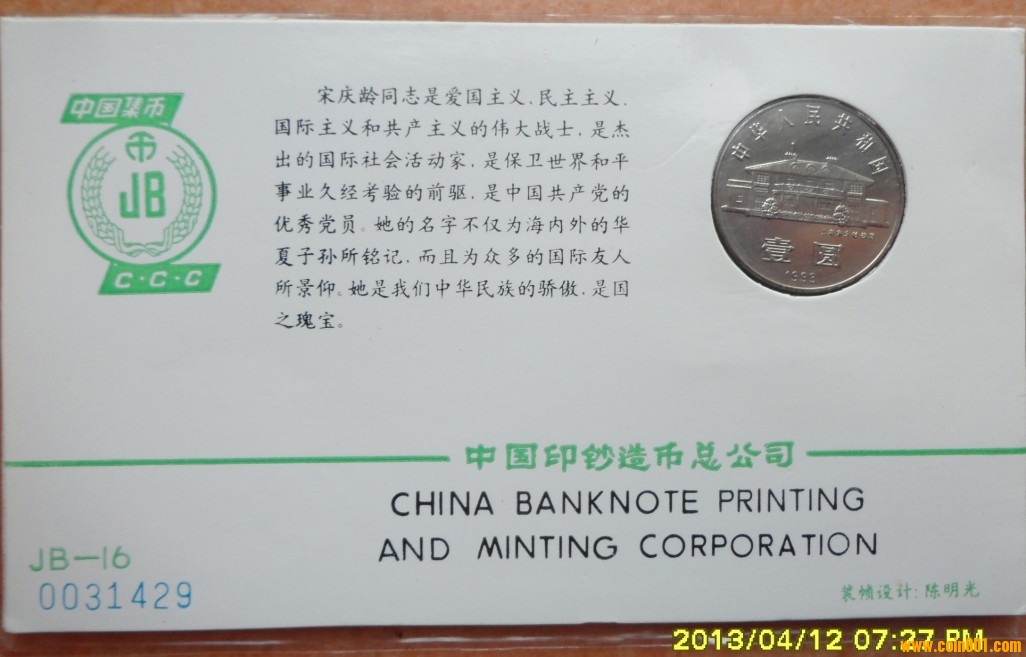 中国集币
币
JB
C·C·C
宋庆龄同志是爱国主义、民主主义、
国际主义和共产主义的伟大战士，是杰
出的国际社会活动家，是保卫世界和平
事业久经考验的前驱，是中国共产党的
优秀党员。她的名字不仅为海内外的华
夏子孙所铭记，而且为众多的国际友人
所景仰。她是我们中华民族的骄傲，是国
之瑰宝。
中华人民共和国
壹圆
1993
中国印钞造币总公司
CHINA BANKNOTE PRINTING
AND MINTING CORPORATION
JB—16
0031429
装帧设计：陈明光
2013/04/12 07:27 PM
www.coin001.com